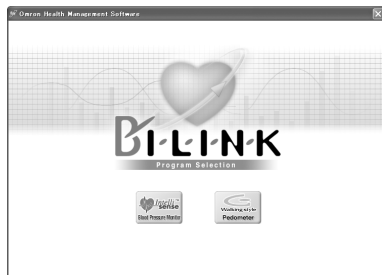 Omron Health Management Software
BI-LINK
Program Selection
Intelli
sense
Blood Pressure Monitor
Walking style
Pedometer